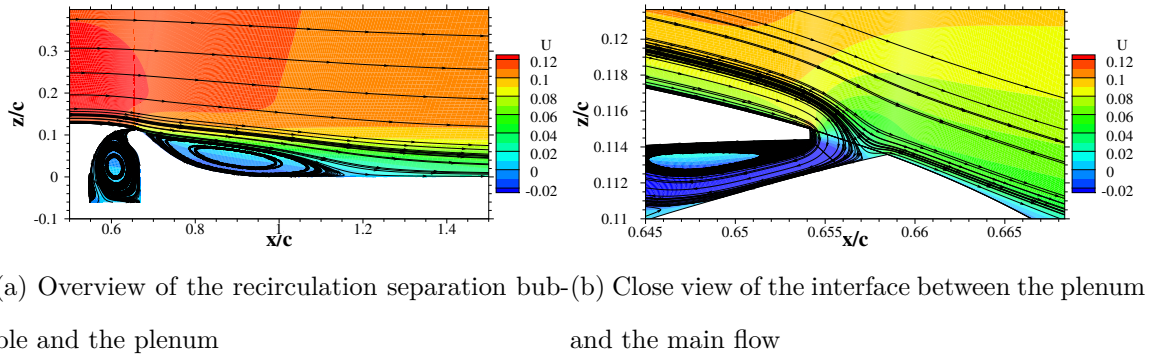 U
0.12
0.1
0.08
0.06
0.04
0.02
0
-0.02
z/c
0.3
0.2
0.1
0
-0.1
0.6 0.8 1 1.2 1.4
x/c
U
0.12
0.1
0.08
0.06
0.04
0.02
0
-0.02
z/c
0.12
0.118
0.116
0.114
0.112
0.11
0.645 0.65 0.655 0.66 0.665
x/c
a) Overview of the recirculation separation bub-
ble and the plenum
(b) Close view of the interface between the plenum
and the main flow